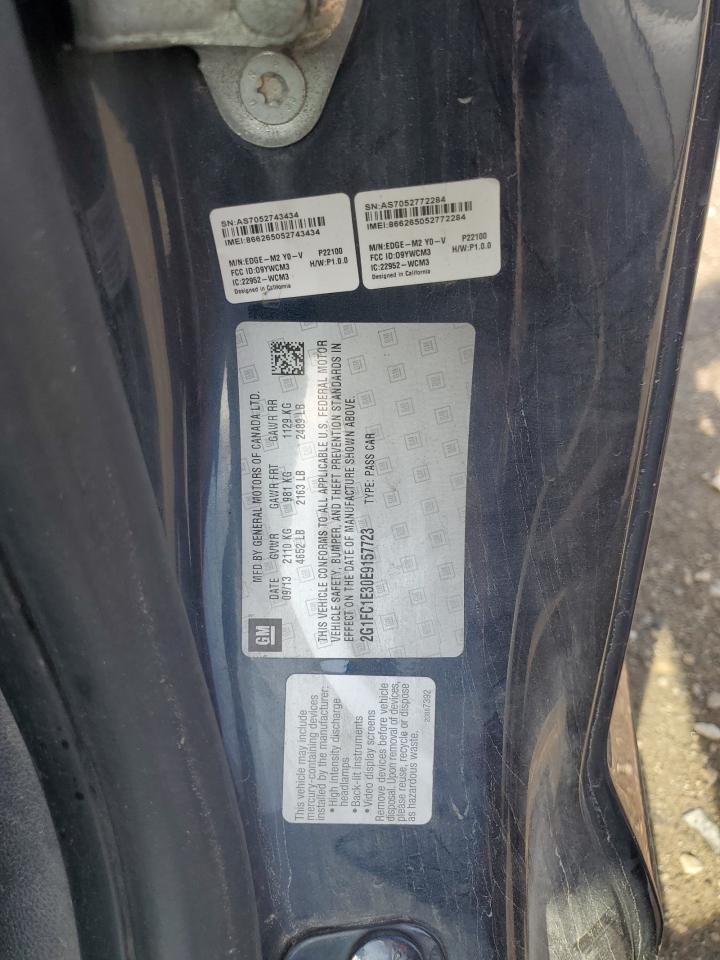 SN:AS7052743434
IMEI:866265052743434
M/N:EDGE-M2 Y0-V P22100
FCC ID:O9YWCM3 H/W:P1.0.0
IC:22952-WCM3
Designed in California
SN:AS7052772284
IMEI:866265052772284
M/N:EDGE-M2 Y0-V P22100
FCC ID:O9YWCM3 H/W:P1.0.0
IC:22952-WCM3
Designed in California
GM
MFD BY GENERAL MOTORS OF CANADA LTD.
DATE GVWR GAWR FRT GAWR RR
09/13 2110 KG 981 KG 1129 KG
4652 LB 2163 LB 2489 LB
THIS VEHICLE CONFORMS TO ALL APPLICABLE U.S. FEDERAL MOTOR
VEHICLE SAFETY, BUMPER, AND THEFT PREVENTION STANDARDS IN
EFFECT ON THE DATE OF MANUFACTURE SHOWN ABOVE.
2G1FC1E30E9157723 TYPE: PASS CAR
This vehicle may include
mercury-containing devices
installed by the manufacturer:
• High intensity discharge
headlamps
• Back-lit instruments
• Video display screens
Remove devices before vehicle
disposal. Upon removal of devices,
please reuse, recycle or dispose
as hazardous waste.